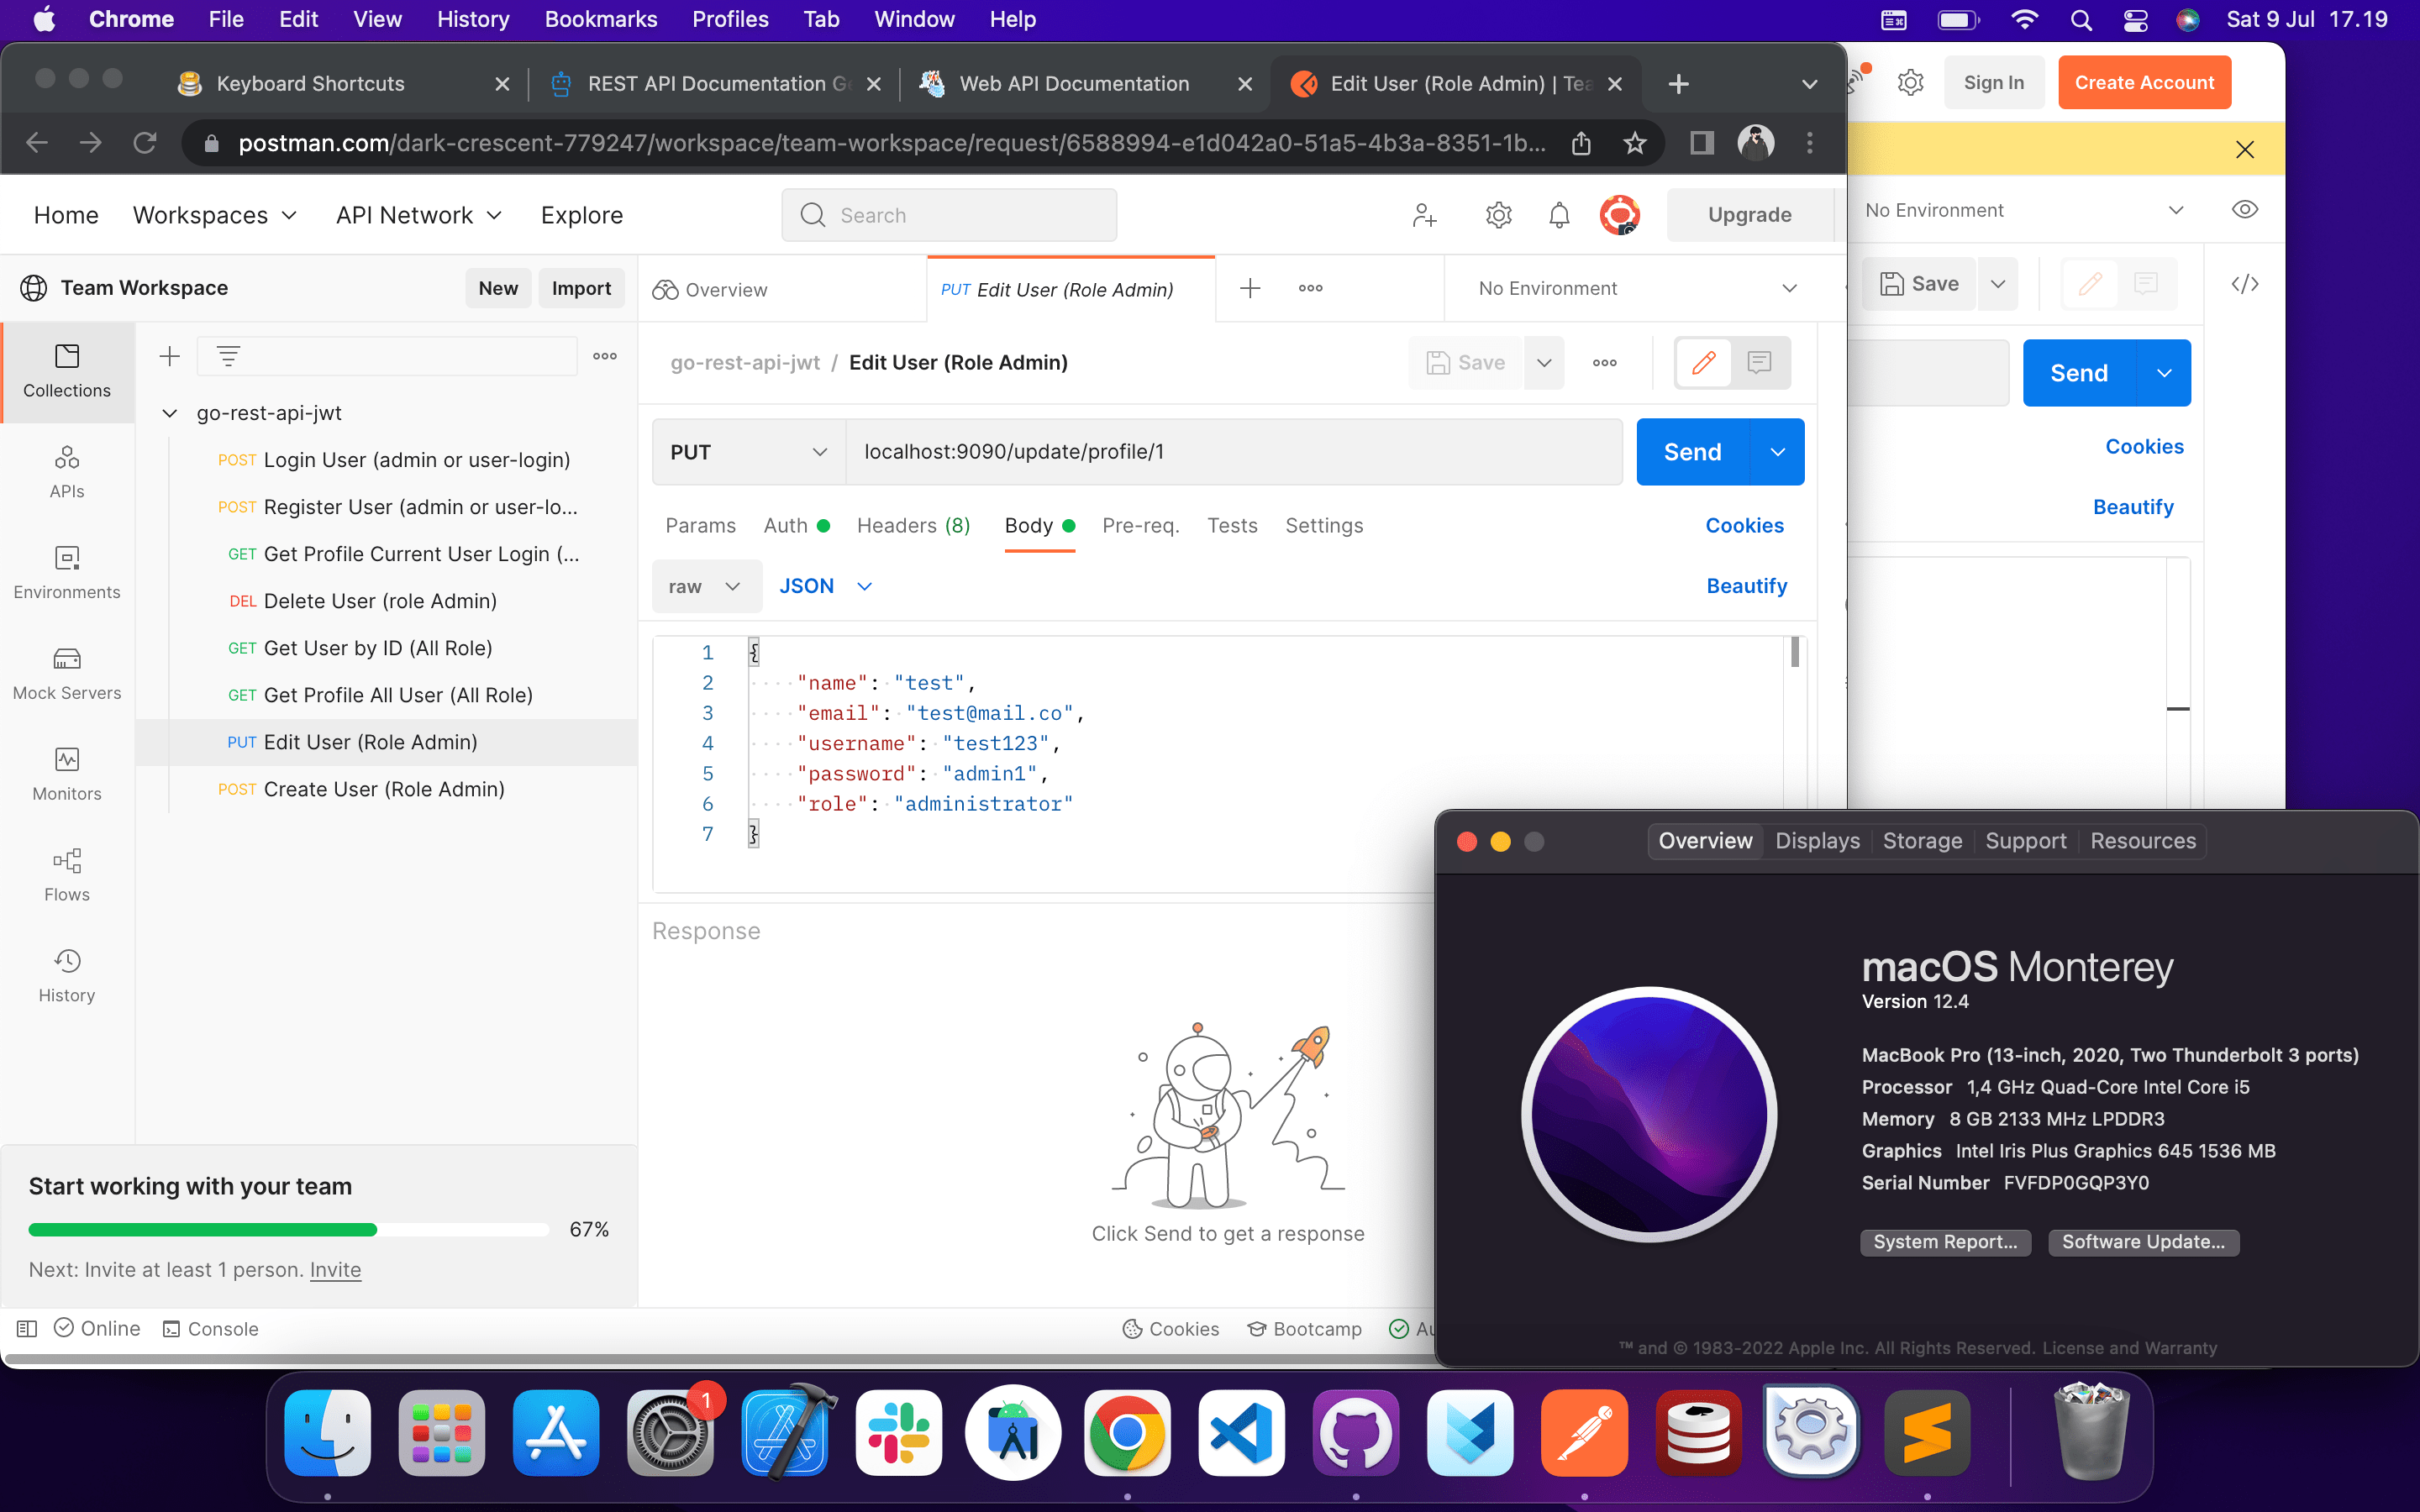 Chrome File Edit View History Bookmarks Profiles Tab Window Help Sat 9 Jul 17.19
Keyboard Shortcuts
REST API Documentation Ge
Web API Documentation
Edit User (Role Admin) | Tea
postman.com/dark-crescent-779247/workspace/team-workspace/request/6588994-e1d042a0-51a5-4b3a-8351-1b...
Sign In
Create Account
Home Workspaces API Network Explore
Search
Upgrade
No Environment
Team Workspace
New
Import
Overview
PUT Edit User (Role Admin)
No Environment
Save
Collections
APIs
Environments
Mock Servers
Monitors
Flows
History
go-rest-api-jwt
POST Login User (admin or user-login)
POST Register User (admin or user-lo...
GET Get Profile Current User Login (...
DEL Delete User (role Admin)
GET Get User by ID (All Role)
GET Get Profile All User (All Role)
PUT Edit User (Role Admin)
POST Create User (Role Admin)
go-rest-api-jwt / Edit User (Role Admin)
Save
PUT
localhost:9090/update/profile/1
Send
Send
Cookies
Beautify
Params Auth Headers (8) Body Pre-req. Tests Settings Cookies
raw JSON Beautify
1 {
2 "name": "test",
3 "email": "test@mail.co",
4 "username": "test123",
5 "password": "admin1",
6 "role": "administrator"
7 }
Response
Click Send to get a response
Start working with your team
67%
Next: Invite at least 1 person. Invite
Online Console
Cookies Bootcamp Au
Overview Displays Storage Support Resources
macOS Monterey
Version 12.4
MacBook Pro (13-inch, 2020, Two Thunderbolt 3 ports)
Processor 1,4 GHz Quad-Core Intel Core i5
Memory 8 GB 2133 MHz LPDDR3
Graphics Intel Iris Plus Graphics 645 1536 MB
Serial Number FVFDP0GQP3Y0
System Report...
Software Update...
™ and © 1983-2022 Apple Inc. All Rights Reserved. License and Warranty
1